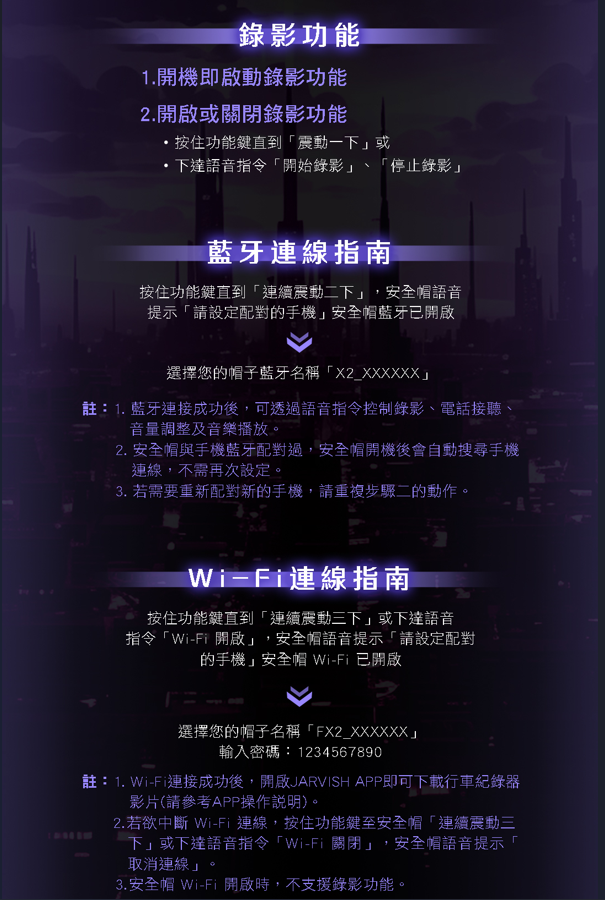 錄影功能
1.開機即啟動錄影功能
2.開啟或關閉錄影功能
• 按住功能鍵直到「震動一下」或
• 下達語音指令「開始錄影」、「停止錄影」
藍牙連線指南
按住功能鍵直到「連續震動二下」，安全帽語音
提示「請設定配對的手機」安全帽藍牙已開啟
選擇您的帽子藍牙名稱「X2_XXXXXX」
註：1. 藍牙連接成功後，可透過語音指令控制錄影、電話接聽、
音量調整及音樂播放。
2. 安全帽與手機藍牙配對過，安全帽開機後會自動搜尋手機
連線，不需再次設定。
3. 若需要重新配對新的手機，請重複步驟二的動作。
Wi-Fi連線指南
按住功能鍵直到「連續震動三下」或下達語音
指令「Wi-Fi 開啟」，安全帽語音提示「請設定配對
的手機」安全帽 Wi-Fi 已開啟
選擇您的帽子名稱「FX2_XXXXXX」
輸入密碼：1234567890
註：1. Wi-Fi連接成功後，開啟JARVISH APP即可下載行車紀錄器
影片(請參考APP操作說明)。
2.若欲中斷 Wi-Fi 連線，按住功能鍵至安全帽「連續震動三
下」或下達語音指令「Wi-Fi 關閉」，安全帽語音提示「
取消連線」。
3.安全帽 Wi-Fi 開啟時，不支援錄影功能。